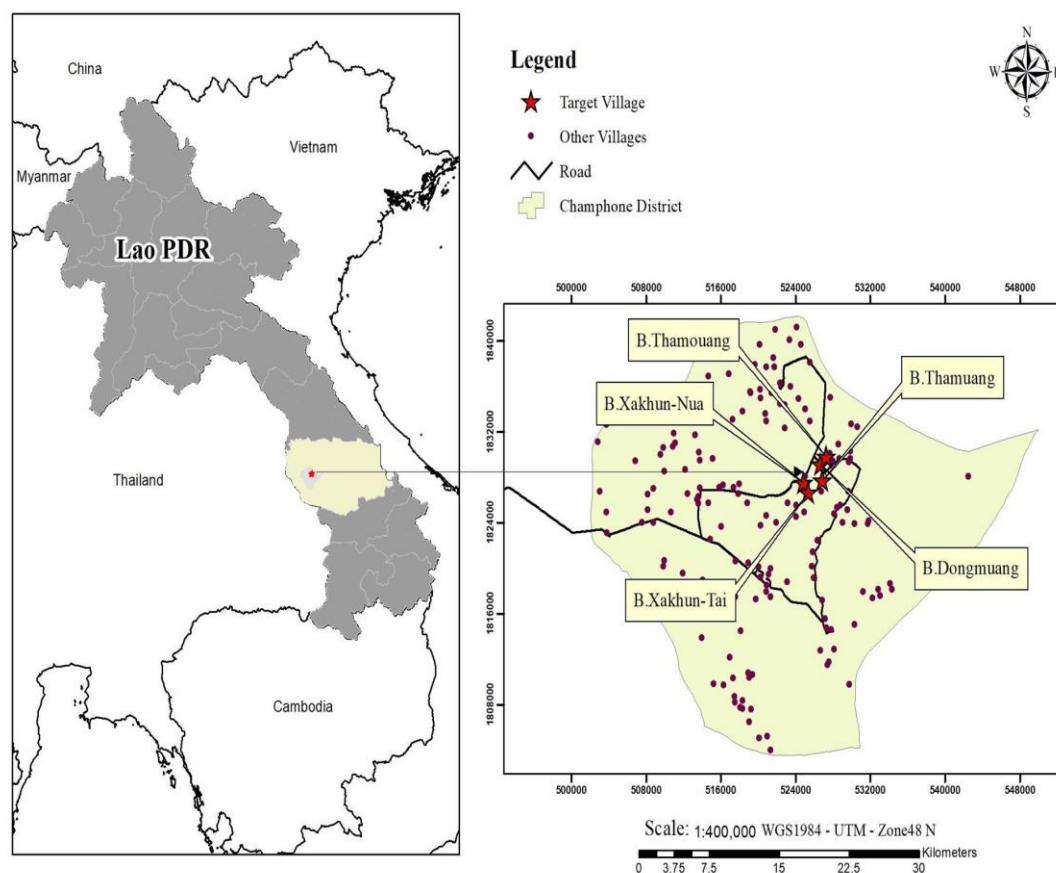 China
Vietnam
Myanmar
Lao PDR
Thailand
Cambodia
Legend
Target Village
Other Villages
Road
Champhone District
N
W
E
S
500000 508000 516000 524000 532000 540000 548000
1840000
1832000
1824000
1816000
1808000
B.Thamouang
B.Thamuang
B.Xakhun-Nua
B.Dongmuang
B.Xakhun-Tai
500000 508000 516000 524000 532000 540000 548000
Scale: 1:400,000 WGS1984 - UTM - Zone48 N
Kilometers
0 3.75 7.5 15 22.5 30